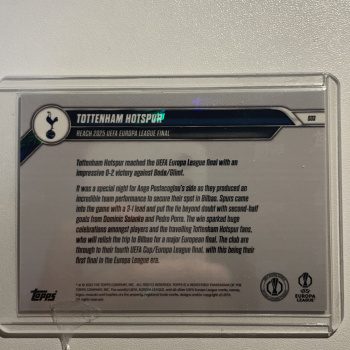 TOTTENHAM HOTSPUR
REACH 2025 UEFA EUROPA LEAGUE FINAL
Tottenham Hotspur reached the UEFA Europa League final with an
impressive 0-2 victory against Bodø/Glimt.
It was a special night for Ange Postecoglou's side as they produced an
incredible team performance to secure their spot in Bilbao. Spurs came
into the game with a 3-1 lead and put the tie beyond doubt with second-half
goals from Dominic Solanke and Pedro Porro. The win sparked huge
celebrations amongst players and the travelling Tottenham Hotspur fans,
who will relish the trip to Bilbao for a major European final. The club are
through to their fourth UEFA Cup/Europa League final, with this being their
first final in the Europa League era.
topps
UEFA
EUROPA
LEAGUE